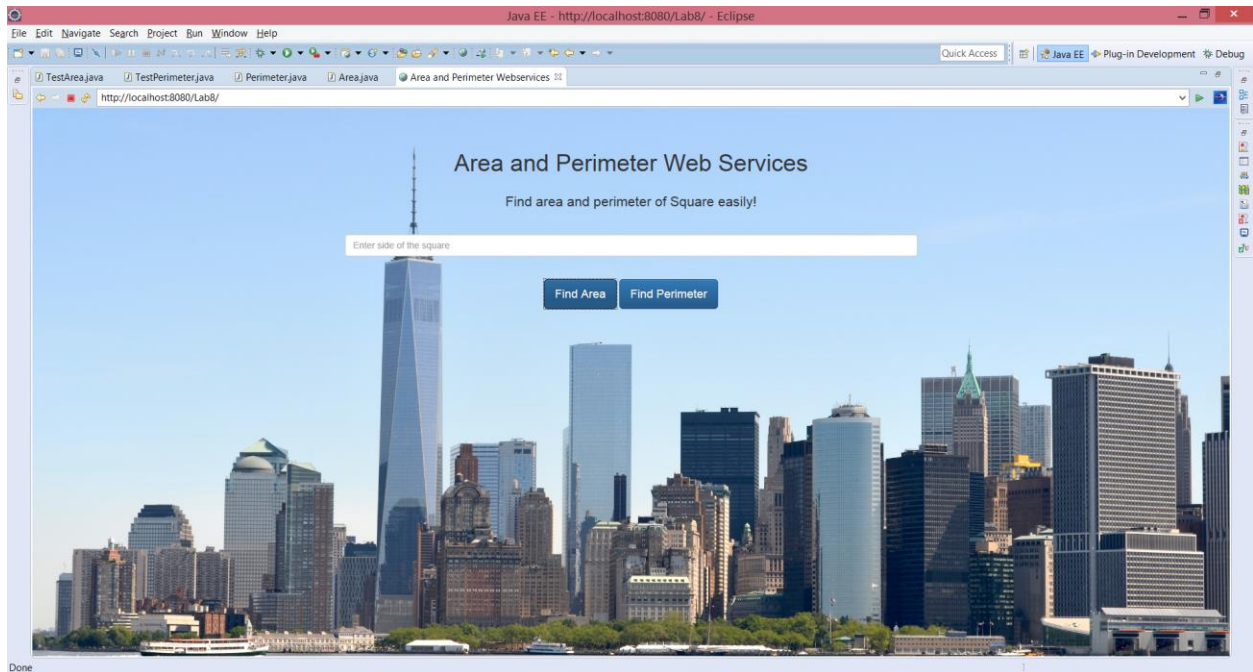 Java EE - http://localhost:8080/Lab8/ - Eclipse
File Edit Navigate Search Project Run Window Help
Quick Access Java EE Plug-in Development Debug
TestArea.java TestPerimeter.java Perimeter.java Area.java Area and Perimeter Webservices
http://localhost:8080/Lab8/
Area and Perimeter Web Services
Find area and perimeter of Square easily!
Enter side of the square
Find Area Find Perimeter
Done